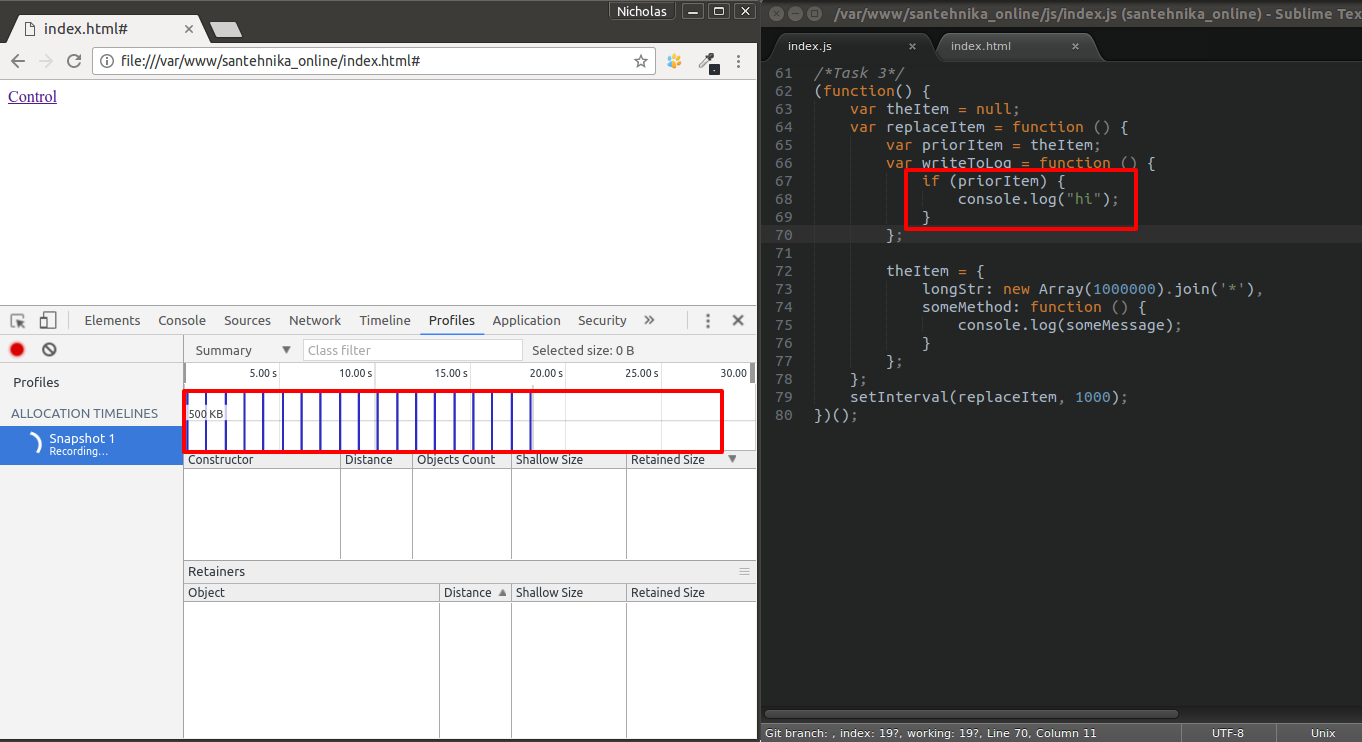 Nicholas
index.html#
file:///var/www/santehnika_online/index.html#
Control
Elements Console Sources Network Timeline Profiles Application Security »
Summary Class filter Selected size: 0 B
Profiles
ALLOCATION TIMELINES
Snapshot 1
Recording...
5.00 s 10.00 s 15.00 s 20.00 s 25.00 s 30.00
500 KB
Constructor Distance Objects Count Shallow Size Retained Size
Retainers
Object Distance Shallow Size Retained Size
/var/www/santehnika_online/js/index.js (santehnika_online) - Sublime Tex
index.js × index.html ×
61 /*Task 3*/
62 (function() {
63 var theItem = null;
64 var replaceItem = function () {
65 var priorItem = theItem;
66 var writeToLog = function () {
67 if (priorItem) {
68 console.log("hi");
69 }
70 };
71
72 theItem = {
73 longStr: new Array(1000000).join('*'),
74 someMethod: function () {
75 console.log(someMessage);
76 }
77 };
78 };
79 setInterval(replaceItem, 1000);
80 })();
Git branch: , index: 19?, working: 19?, Line 70, Column 11 UTF-8 Unix